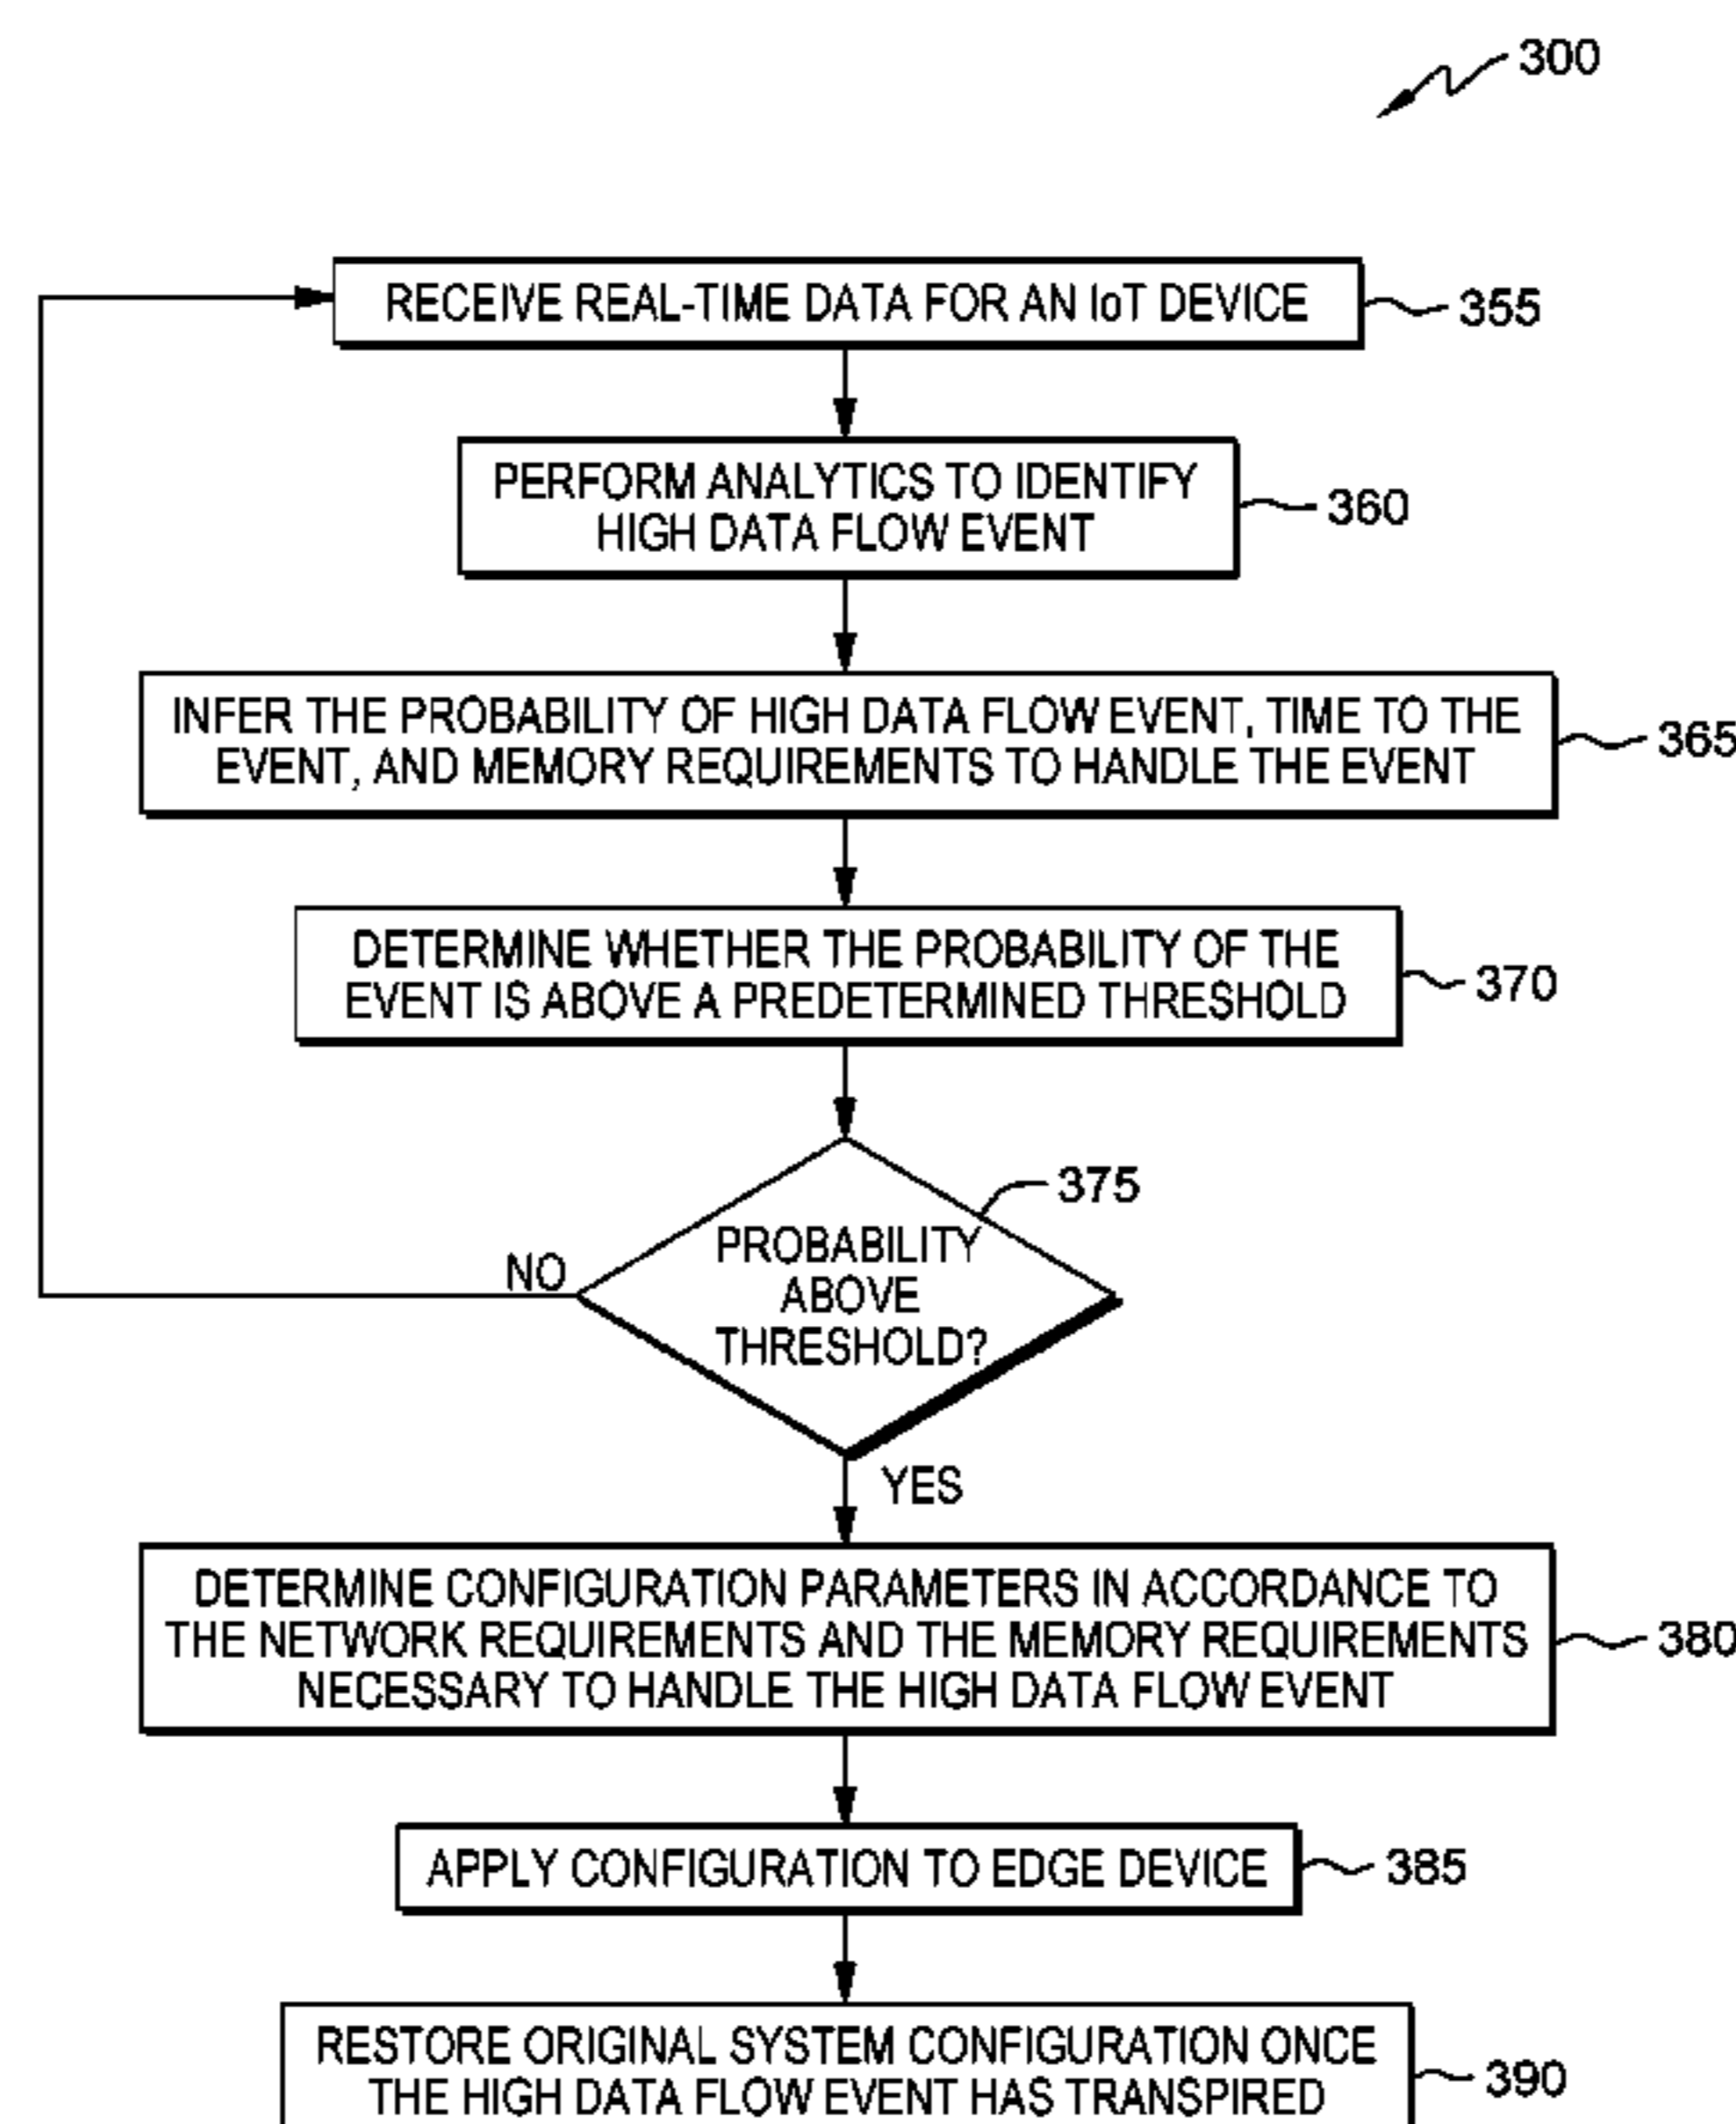 300
RECEIVE REAL-TIME DATA FOR AN IoT DEVICE
355
PERFORM ANALYTICS TO IDENTIFY
HIGH DATA FLOW EVENT
360
INFER THE PROBABILITY OF HIGH DATA FLOW EVENT, TIME TO THE
EVENT, AND MEMORY REQUIREMENTS TO HANDLE THE EVENT
365
DETERMINE WHETHER THE PROBABILITY OF THE
EVENT IS ABOVE A PREDETERMINED THRESHOLD
370
375
PROBABILITY
ABOVE
THRESHOLD?
NO
YES
DETERMINE CONFIGURATION PARAMETERS IN ACCORDANCE TO
THE NETWORK REQUIREMENTS AND THE MEMORY REQUIREMENTS
NECESSARY TO HANDLE THE HIGH DATA FLOW EVENT
380
APPLY CONFIGURATION TO EDGE DEVICE
385
RESTORE ORIGINAL SYSTEM CONFIGURATION ONCE
THE HIGH DATA FLOW EVENT HAS TRANSPIRED
390